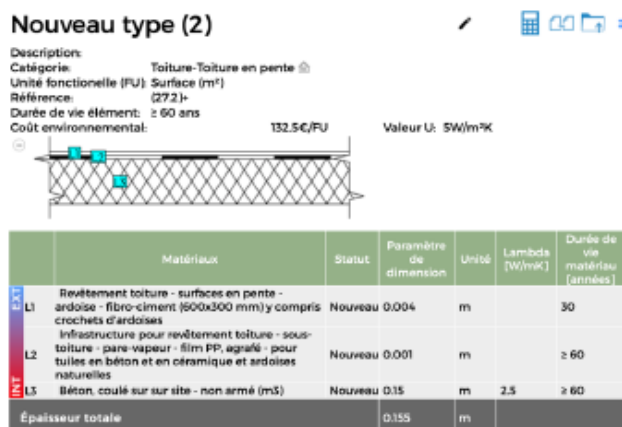 Nouveau type (2)
Description:
Catégorie: Toiture-Toiture en pente
Unité fonctionelle (FU): Surface (m²)
Référence: (27.2)+
Durée de vie élément: ≥ 60 ans
Coût environnemental: 132.5€/FU Valeur U: 5W/m²K
L2
L3
Matériaux Statut Paramètre de dimension Unité Lambda [W/mK] Durée de vie matériau [années]
EXT
L1 Revêtement toiture - surfaces en pente -
ardoise - fibro-ciment (600x300 mm) y compris Nouveau 0.004 m 30
crochets d'ardoises
Infrastructure pour revêtement toiture - sous-
L2 toiture - pare-vapeur - film PP, agrafé - pour Nouveau 0.001 m ≥ 60
tuiles en béton et en céramique et ardoises
naturelles
INT
L3 Béton, coulé sur sur site - non armé (m3) Nouveau 0.15 m 2.5 ≥ 60
Épaisseur totale 0.155 m